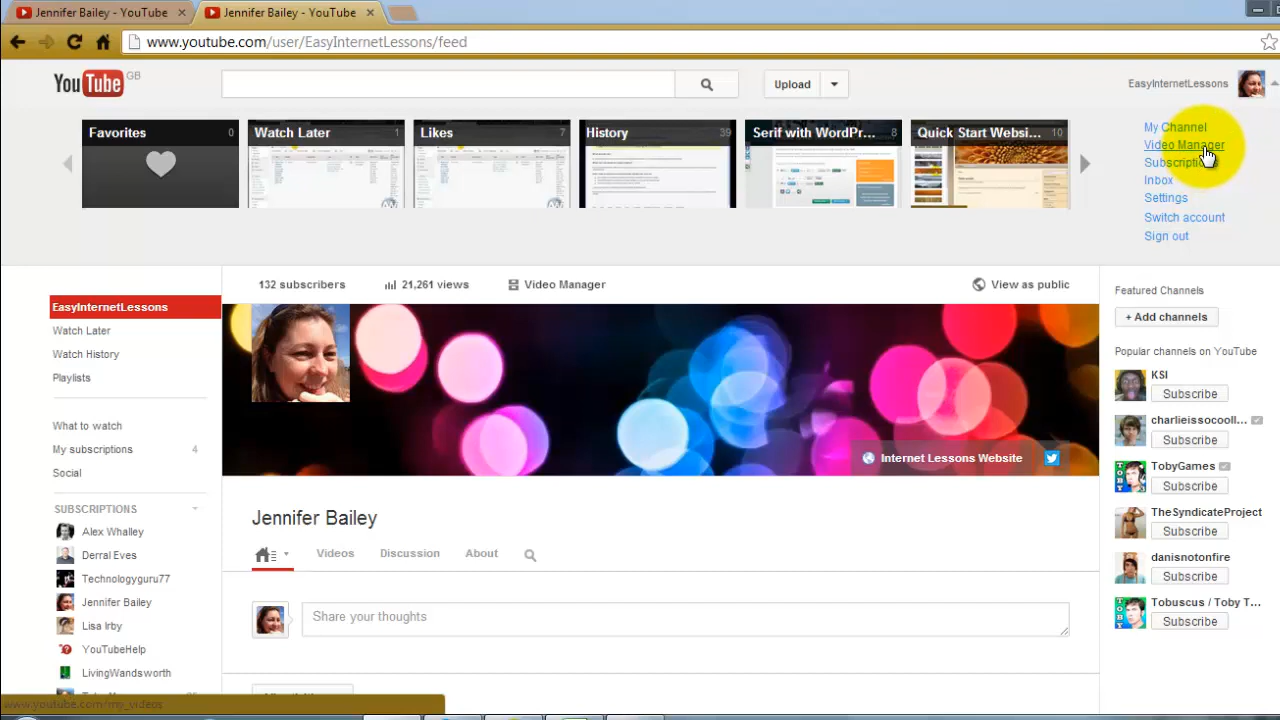 Jennifer Bailey - YouTube
Jennifer Bailey - YouTube
www.youtube.com/user/EasyInternetLessons/feed
YouTube GB
Upload
EasyInternetLessons
Favorites 0
Watch Later 1
Likes 7
History 39
Serif with WordPr... 8
Quick Start Websi... 10
My Channel
Video Manager
Subscripti
Inbox
Settings
Switch account
Sign out
132 subscribers
21,261 views
Video Manager
View as public
EasyInternetLessons
Watch Later
Watch History
Playlists
What to watch
My subscriptions 4
Social
SUBSCRIPTIONS
Alex Whalley
Derral Eves
Technologyguru77
Jennifer Bailey
Lisa Irby
YouTubeHelp
LivingWandsworth
Internet Lessons Website
Jennifer Bailey
Videos
Discussion
About
Share your thoughts
Featured Channels
+ Add channels
Popular channels on YouTube
KSI
Subscribe
charlieissocooll...
Subscribe
TobyGames
Subscribe
TheSyndicateProject
Subscribe
danisnotonfire
Subscribe
Tobuscus / Toby T...
Subscribe
www.youtube.com/my_videos